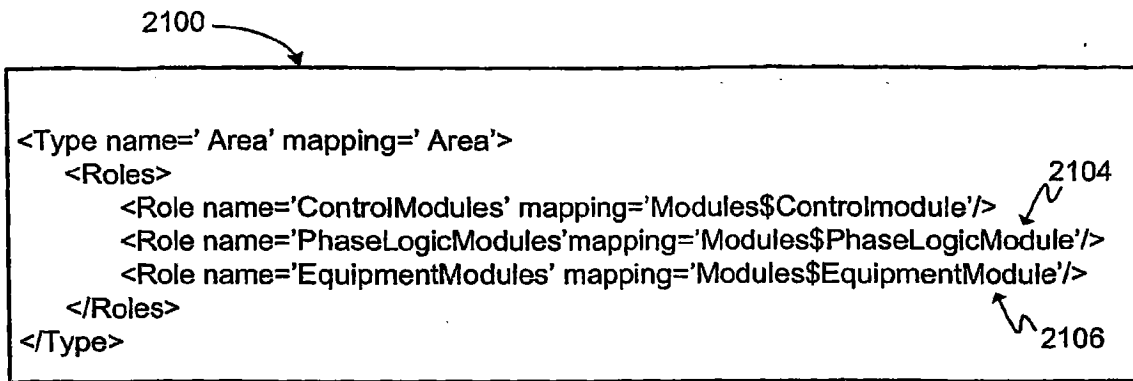 2100
<Type name=' Area' mapping=' Area'>
<Roles>
2104
<Role name='ControlModules' mapping='Modules$Controlmodule'/>
<Role name='PhaseLogicModules'mapping='Modules$PhaseLogicModule'/>
<Role name='EquipmentModules' mapping='Modules$EquipmentModule'/>
</Roles>
</Type>
2106